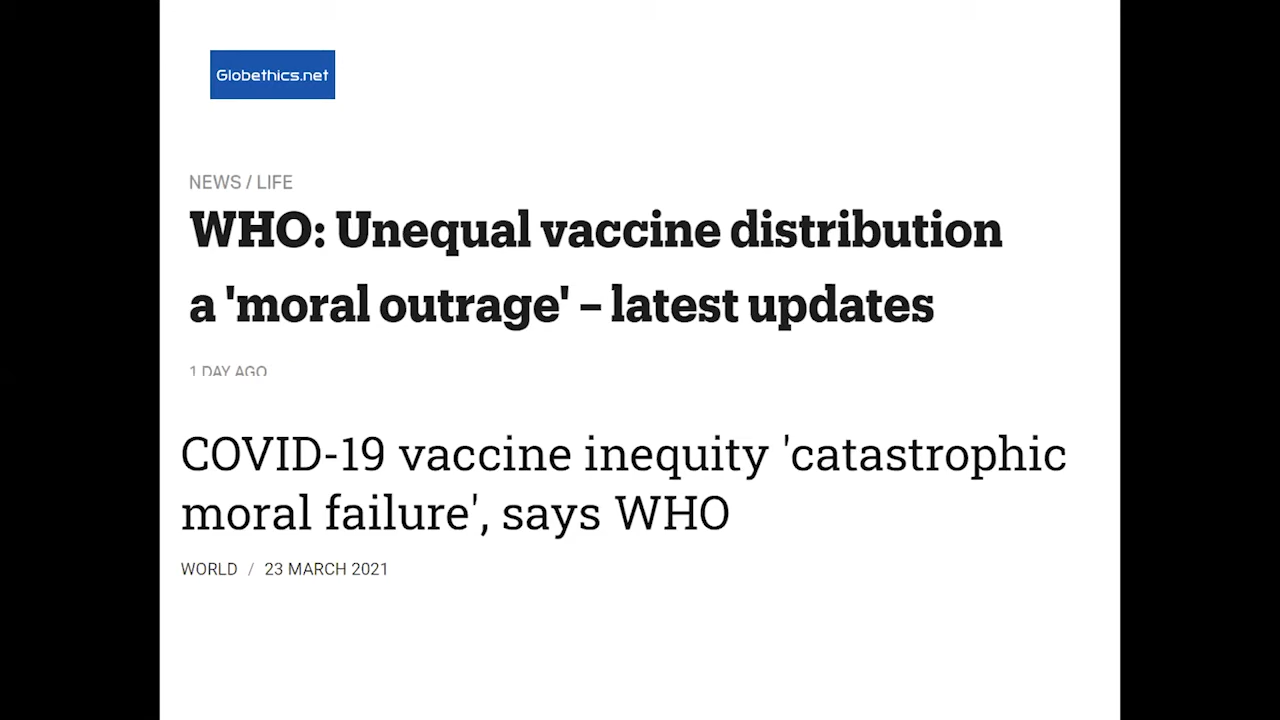 Globethics.net
NEWS / LIFE
WHO: Unequal vaccine distribution
a 'moral outrage' – latest updates
1 DAY AGO
COVID-19 vaccine inequity 'catastrophic
moral failure', says WHO
WORLD / 23 MARCH 2021